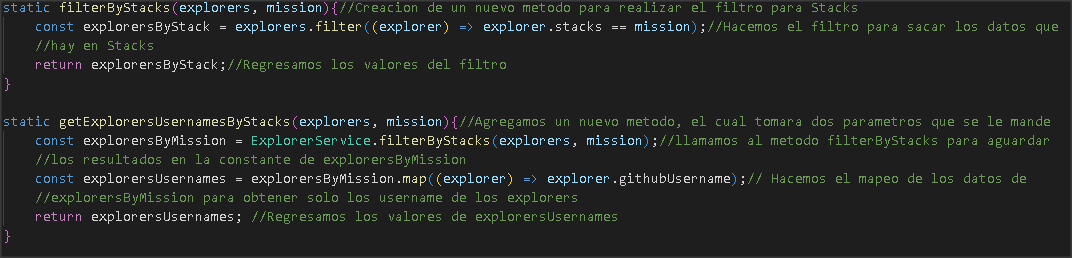 static filterByStacks(explorers, mission){//Creacion de un nuevo metodo para realizar el filtro para Stacks
    const explorersByStack = explorers.filter((explorer) => explorer.stacks == mission);//Hacemos el filtro para sacar los datos que
    //hay en Stacks
    return explorersByStack;//Regresamos los valores del filtro
}

static getExplorersUsernamesByStacks(explorers, mission){//Agregamos un nuevo metodo, el cual tomara dos parametros que se le mande
    const explorersByMission = ExplorerService.filterByStacks(explorers, mission);//llamamos al metodo filterByStacks para aguardar
    //los resultados en la constante de explorersByMission
    const explorersUsernames = explorersByMission.map((explorer) => explorer.githubUsername);// Hacemos el mapeo de los datos de
    //explorersByMission para obtener solo los username de los explorers
    return explorersUsernames; //Regresamos los valores de explorersUsernames
}